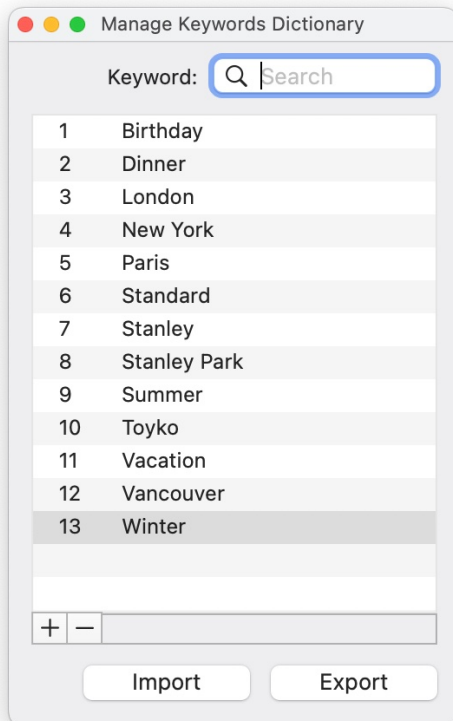 Manage Keywords Dictionary
Keyword: Search
1 Birthday
2 Dinner
3 London
4 New York
5 Paris
6 Standard
7 Stanley
8 Stanley Park
9 Summer
10 Toyko
11 Vacation
12 Vancouver
13 Winter
+ −
Import Export